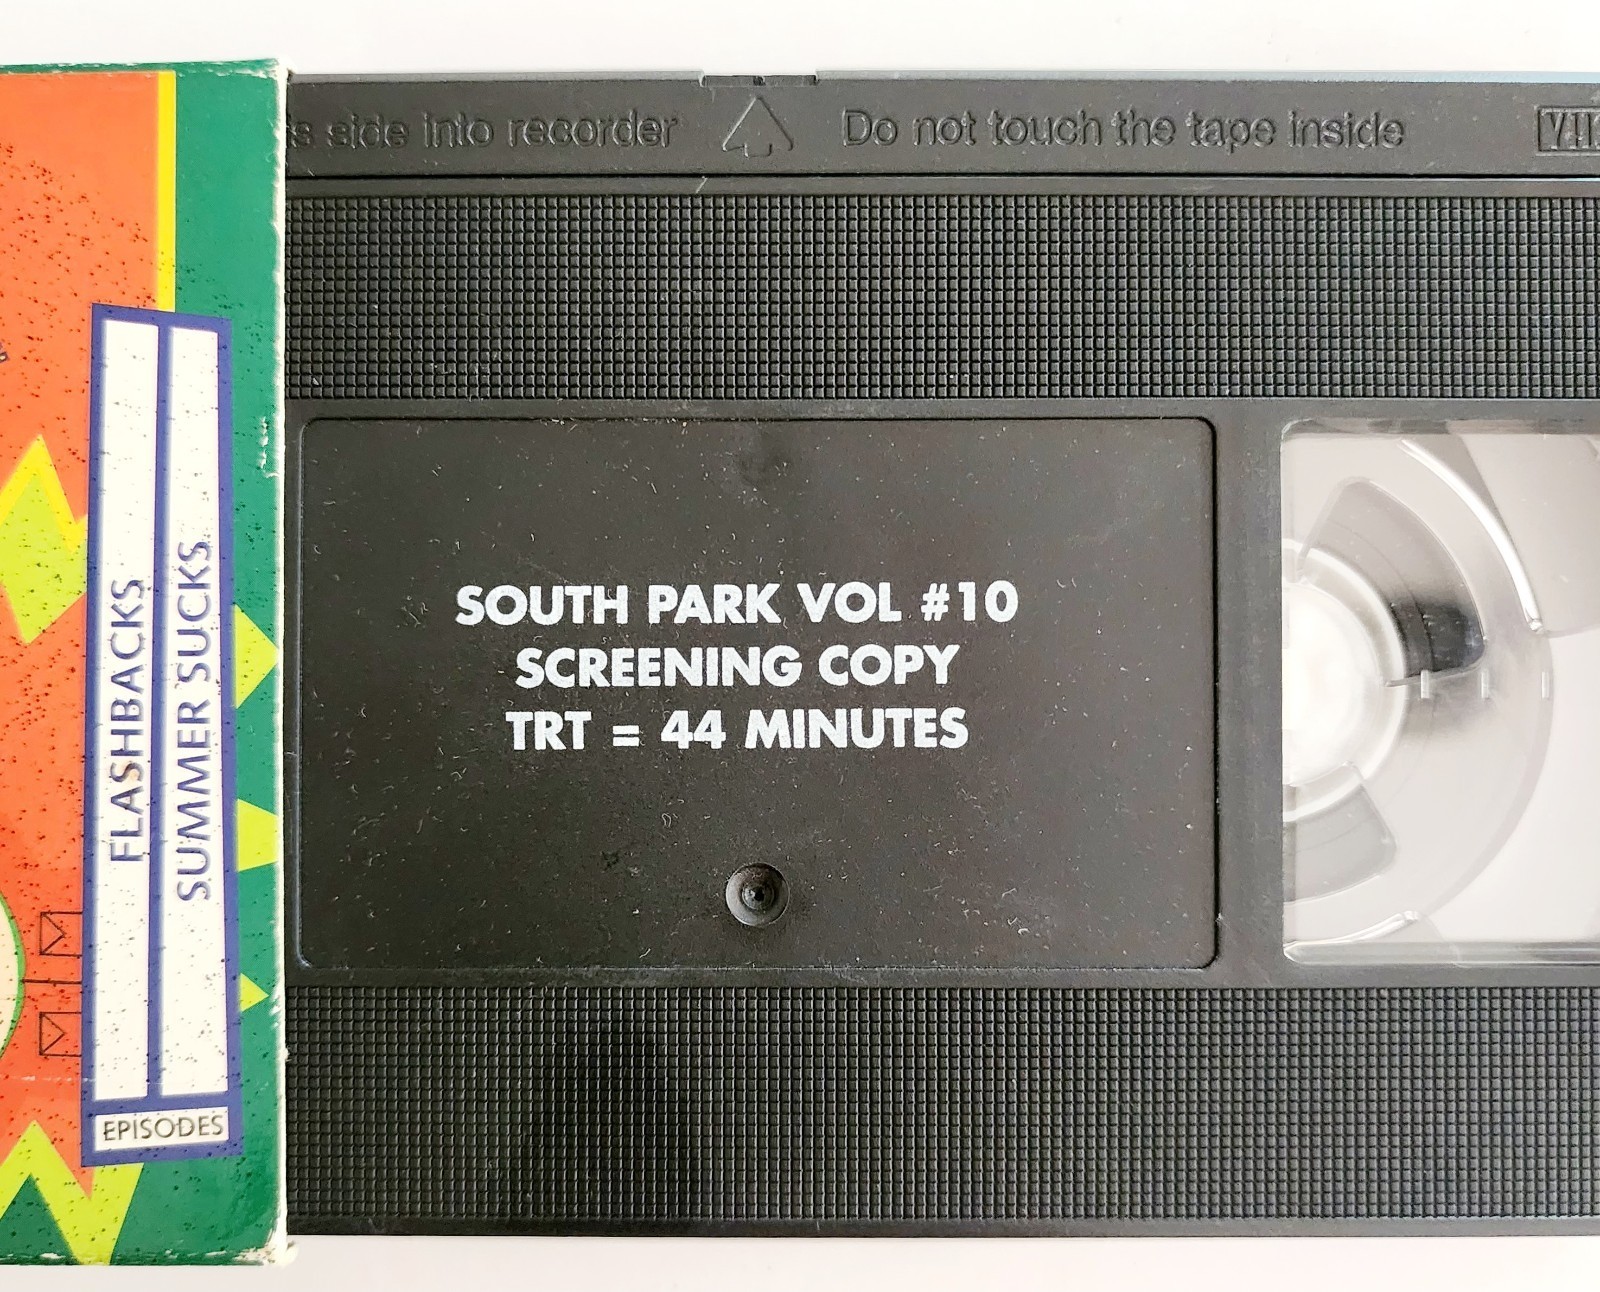 side into recorder
Do not touch the tape inside
SOUTH PARK VOL #10
SCREENING COPY
TRT = 44 MINUTES
FLASHBACKS
SUMMER SUCKS
EPISODES